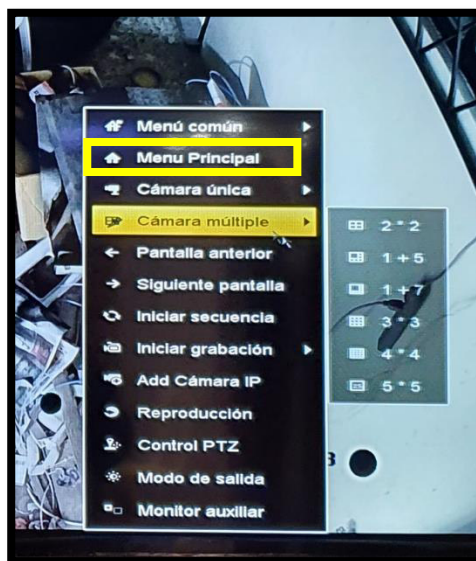 Menú común
Menu Principal
Cámara única
Cámara múltiple
Pantalla anterior
Siguiente pantalla
Iniciar secuencia
Iniciar grabación
Add Cámara IP
Reproducción
Control PTZ
Modo de salida
Monitor auxiliar
2 * 2
1 + 5
1 + 7
3 * 3
4 * 4
5 * 5